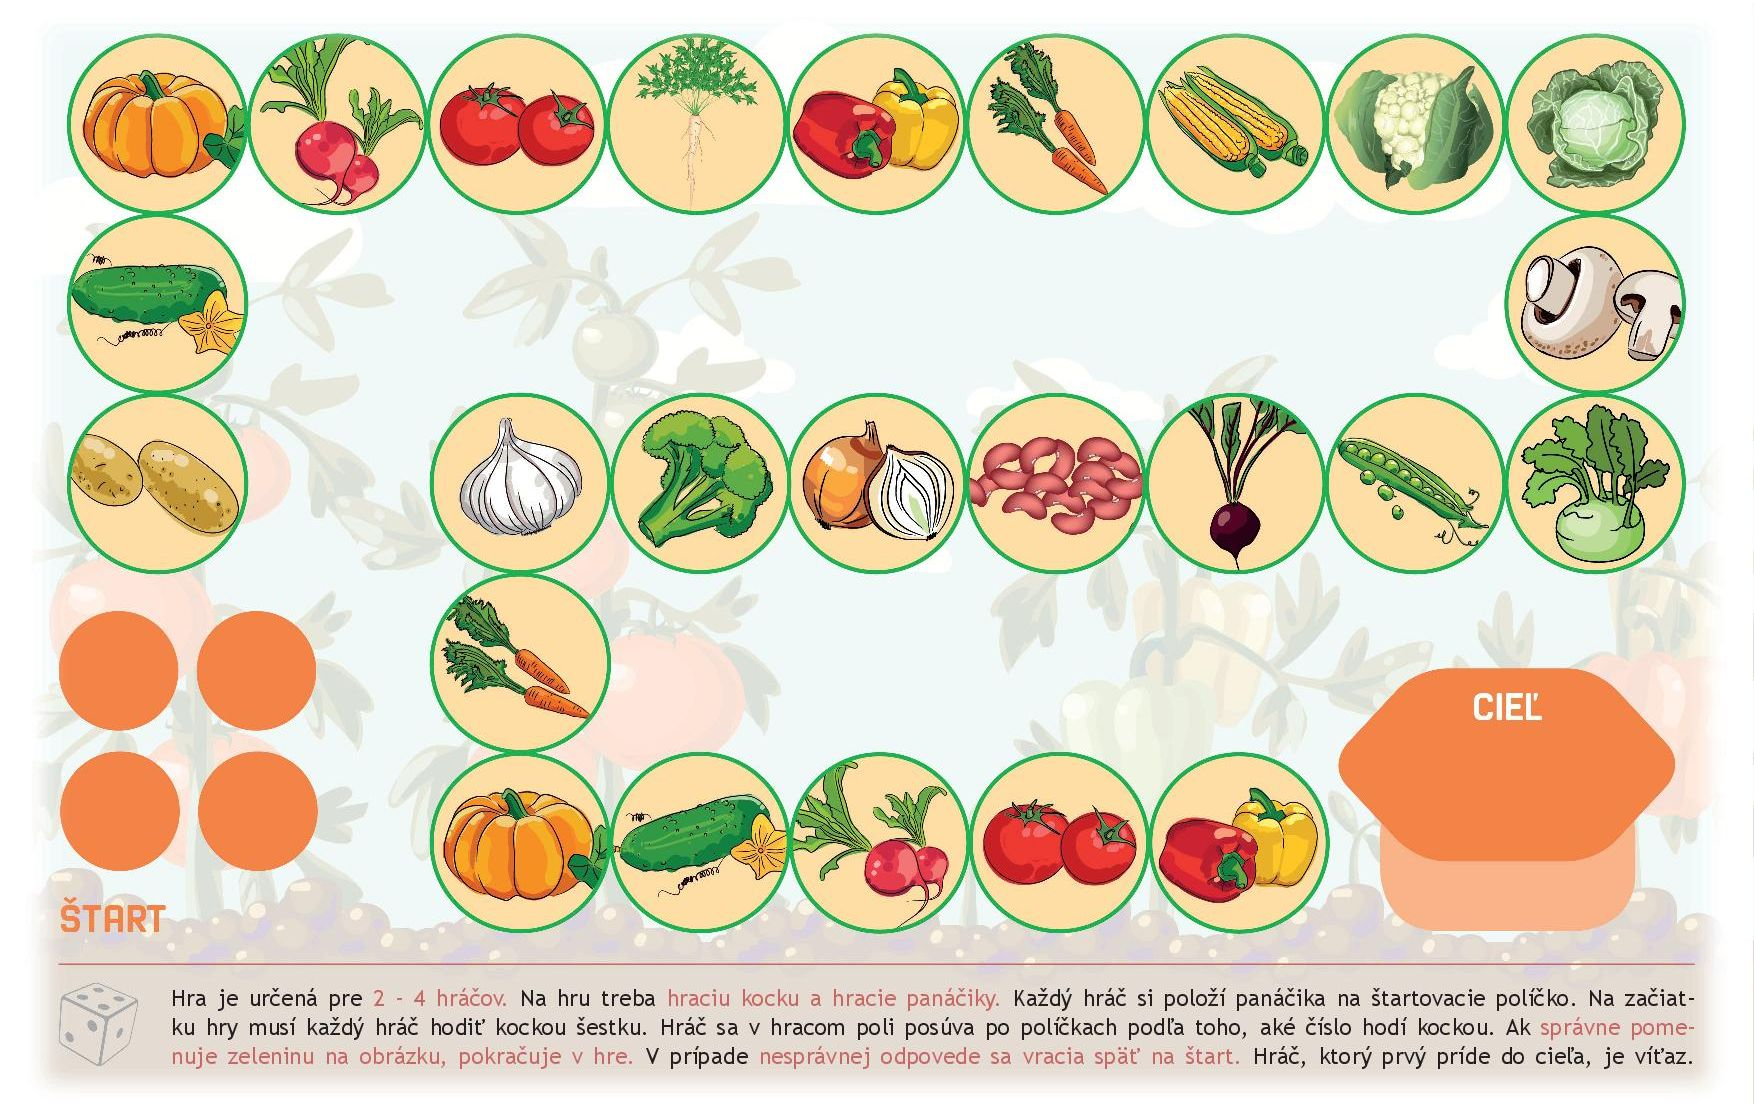 CIEĽ
ŠTART
Hra je určená pre 2 - 4 hráčov. Na hru treba hraciu kocku a hracie panáčiky. Každý hráč si položí panáčika na štartovacie políčko. Na začiat-
ku hry musí každý hráč hodiť kockou šestku. Hráč sa v hracom poli posúva po políčkach podľa toho, aké číslo hodí kockou. Ak správne pome-
nuje zeleninu na obrázku, pokračuje v hre. V prípade nesprávnej odpovede sa vracia späť na štart. Hráč, ktorý prvý príde do cieľa, je víťaz.